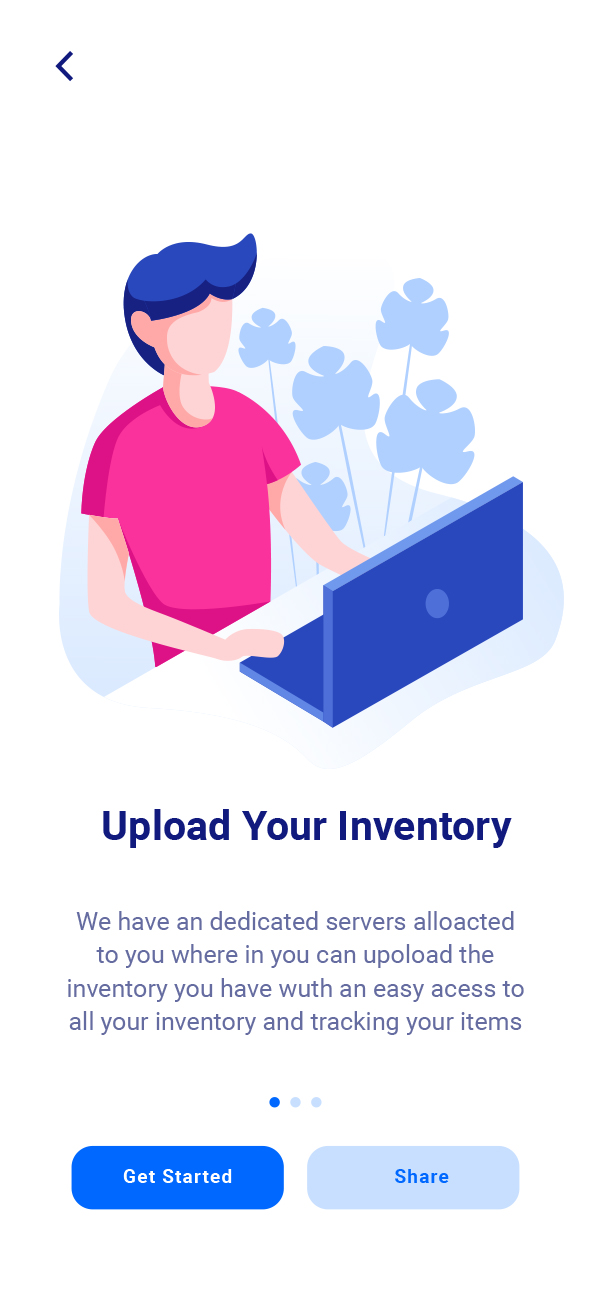 Upload Your Inventory
We have an dedicated servers alloacted
to you where in you can upoload the
inventory you have wuth an easy acess to
all your inventory and tracking your items
Get Started
Share